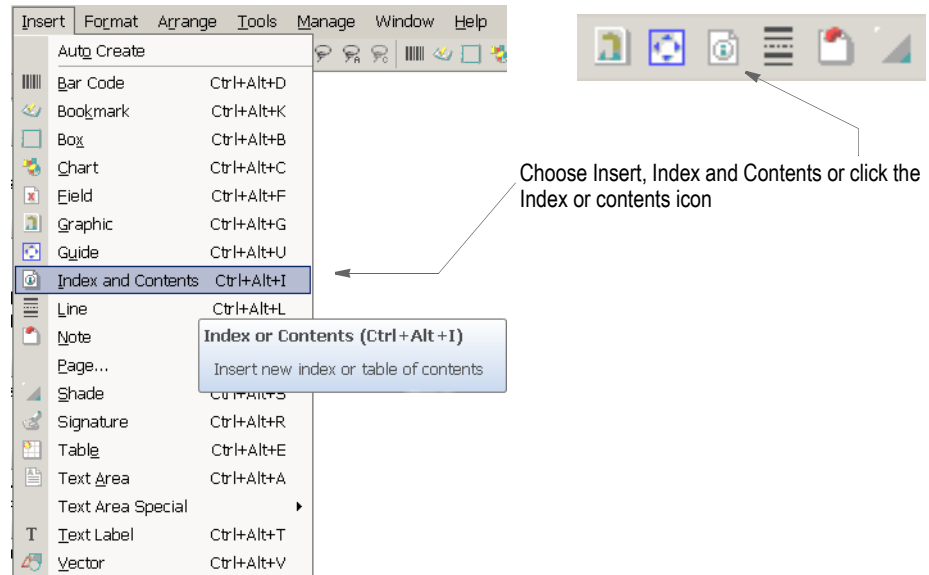 Insert Format Arrange Tools Manage Window Help
Auto Create
Bar Code Ctrl+Alt+D
Bookmark Ctrl+Alt+K
Box Ctrl+Alt+B
Chart Ctrl+Alt+C
Field Ctrl+Alt+F
Graphic Ctrl+Alt+G
Guide Ctrl+Alt+U
Index and Contents Ctrl+Alt+I
Line Ctrl+Alt+L
Note
Page...
Shade Ctrl+Alt+S
Signature Ctrl+Alt+R
Table Ctrl+Alt+E
Text Area Ctrl+Alt+A
Text Area Special
Text Label Ctrl+Alt+T
Vector Ctrl+Alt+V
Index or Contents (Ctrl+Alt+I)
Insert new index or table of contents
Choose Insert, Index and Contents or click the
Index or contents icon